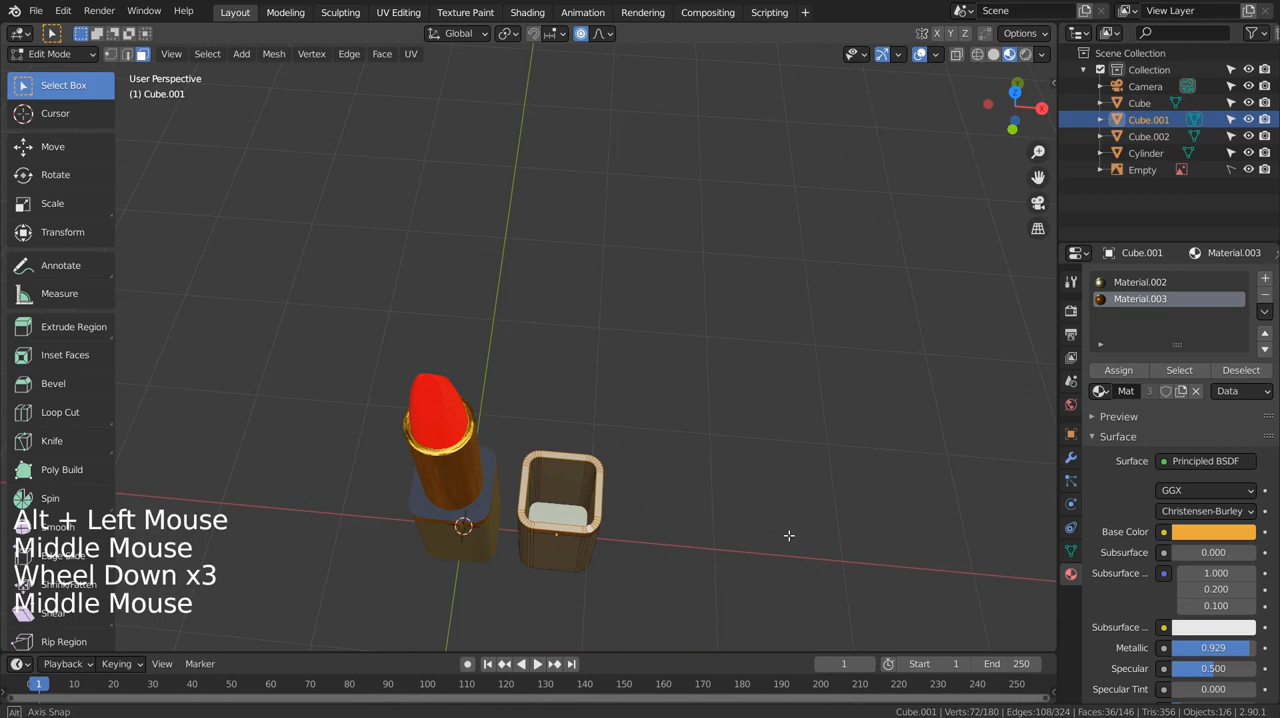 File Edit Render Window Help Layout Modeling Sculpting UV Editing Texture Paint Shading Animation Rendering Compositing Scripting + Scene View Layer
Global Options
Edit Mode View Select Add Mesh Vertex Edge Face UV X Y Z Options
Select Box
Cursor
Move
Rotate
Scale
Transform
Annotate
Measure
Extrude Region
Inset Faces
Bevel
Loop Cut
Knife
Poly Build
Spin
Smooth
Edge Slide
Shrink/Fatten
Shear
Rip Region
User Perspective
(1) Cube.001
Alt + Left Mouse
Middle Mouse
Wheel Down x3
Middle Mouse
X
Y
Z
Scene Collection
Collection
Camera
Cube
Cube.001
Cube.002
Cylinder
Empty
Cube.001 Material.003
Material.002
Material.003
Assign Select Deselect
Mat 3 Data
Preview
Surface
Surface Principled BSDF
GGX
Christensen-Burley
Base Color
Subsurface 0.000
Subsurface ... 1.000
0.200
0.100
Subsurface ...
Metallic 0.929
Specular 0.500
Specular Tint 0.000
Playback Keying View Marker 1 Start 1 End 250
1 10 20 30 40 50 60 70 80 90 100 110 120 130 140 150 160 170 180 190 200 210 220 230 240 250
Alt Axis Snap Cube.001 | Verts:72/180 | Edges:108/324 | Faces:36/146 | Tris:356 | Objects:1/6 | 2.90.1